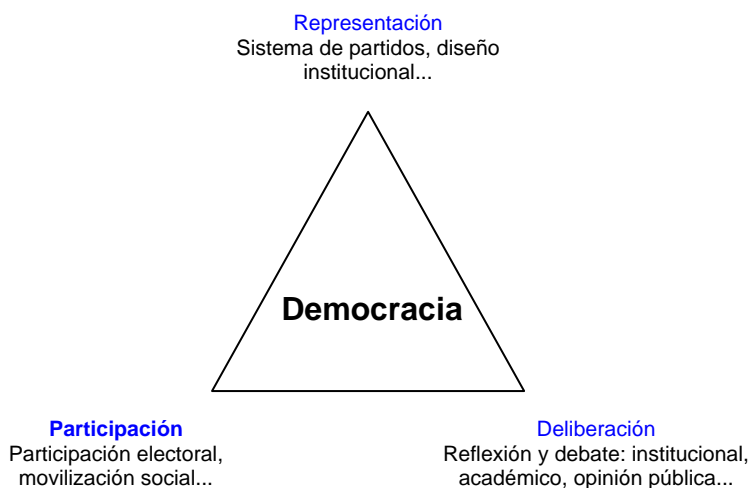 Representación
Sistema de partidos, diseño
institucional...
Democracia
Participación
Participación electoral,
movilización social...
Deliberación
Reflexión y debate: institucional,
académico, opinión pública...